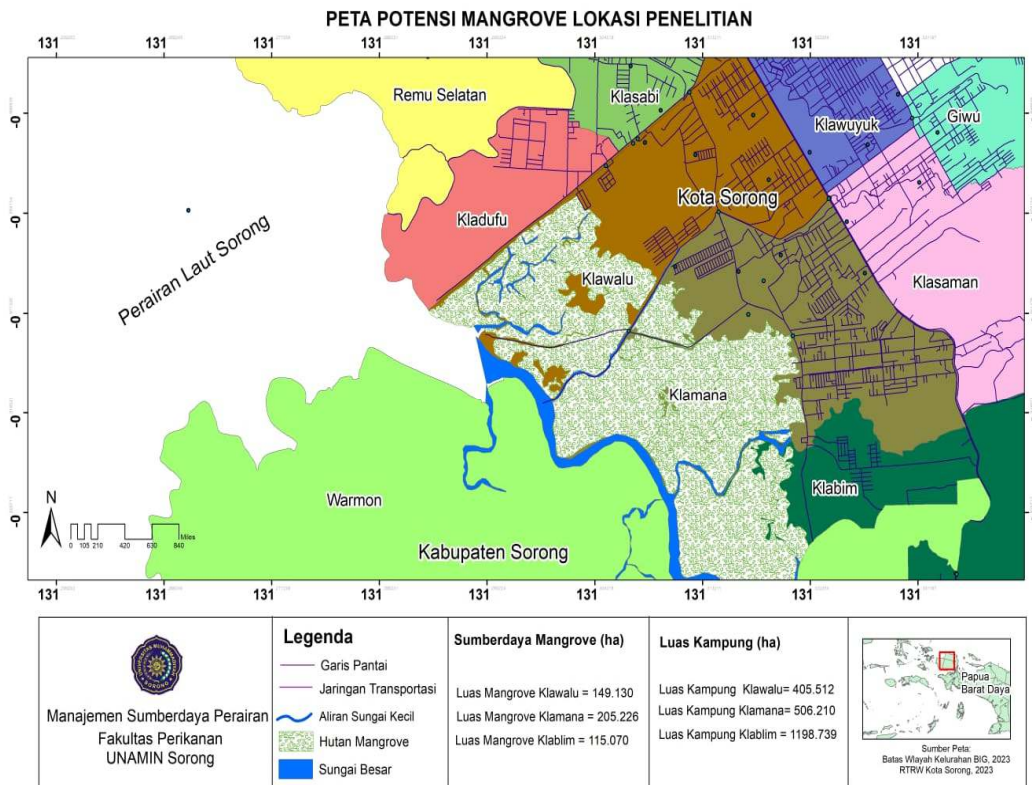 PETA POTENSI MANGROVE LOKASI PENELITIAN
131 131 131 131 131 131 131 131 131
Remu Selatan
Klasabi
Klawuyuk
Giwu
Kladufu
Kota Sorong
Perairan Laut Sorong
Klawalu
Klasaman
Klamana
Warmon
Klabim
Kabupaten Sorong
-0 -0 -0 -0 -0
-0 -0 -0 -0 -0
N
0 105 210 420 630 840
Miles
131 131 131 131 131 131 131 131 131
Manajemen Sumberdaya Perairan
Fakultas Perikanan
UNAMIN Sorong
Legenda
Garis Pantai
Jaringan Transportasi
Aliran Sungai Kecil
Hutan Mangrove
Sungai Besar
Sumberdaya Mangrove (ha)
Luas Mangrove Klawalu = 149.130
Luas Mangrove Klamana = 205.226
Luas Mangrove Klablim = 115.070
Luas Kampung (ha)
Luas Kampung Klawalu= 405.512
Luas Kampung Klamana= 506.210
Luas Kampung Klablim = 1198.739
Papua
Barat Daya
Sumber Peta:
Batas Wlayah Kelurahan BIG, 2023
RTRW Kota Sorong, 2023